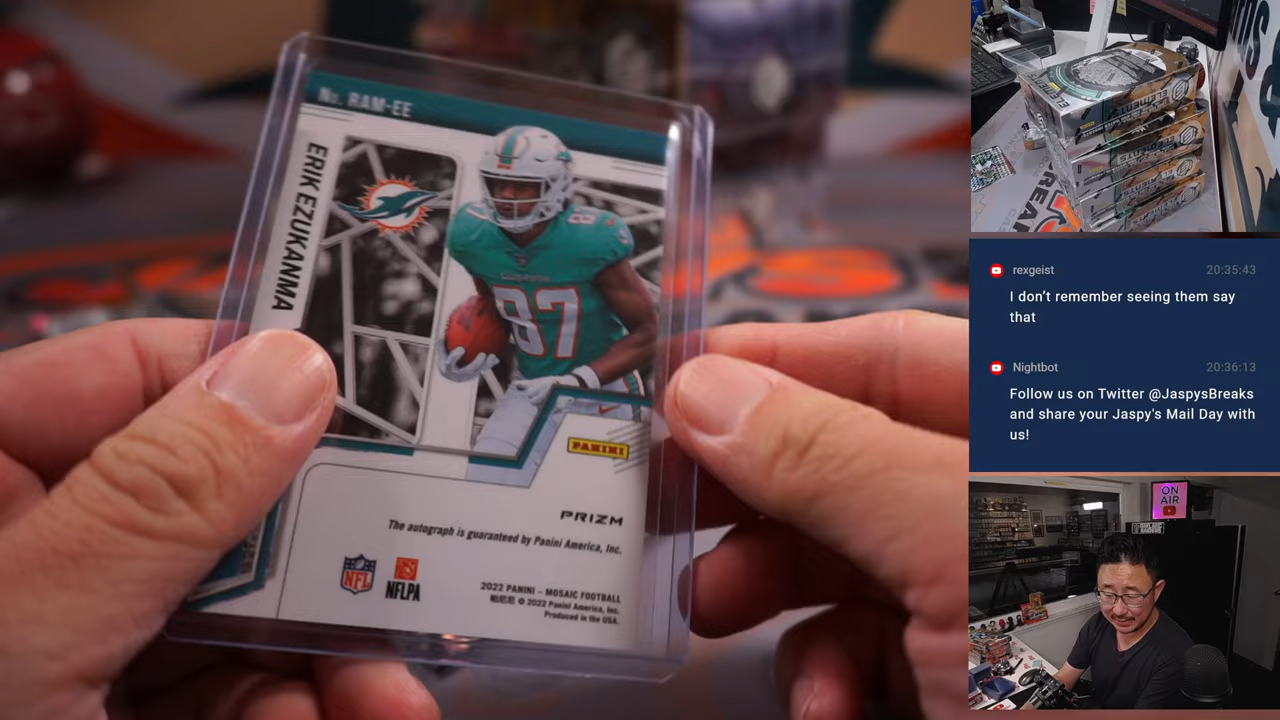 No. RAM-EE
ERIK EZUKANMA
87
PANINI
PRIZM
The autograph is guaranteed by Panini America, Inc.
NFL
NFLPA
2022 PANINI – MOSAIC FOOTBALL
© 2022 Panini America, Inc.
Produced in the USA.
ELEMENTS
rexgeist 20:35:43
I don’t remember seeing them say
that
Nightbot 20:36:13
Follow us on Twitter @JaspysBreaks
and share your Jaspy's Mail Day with
us!
ON
AIR